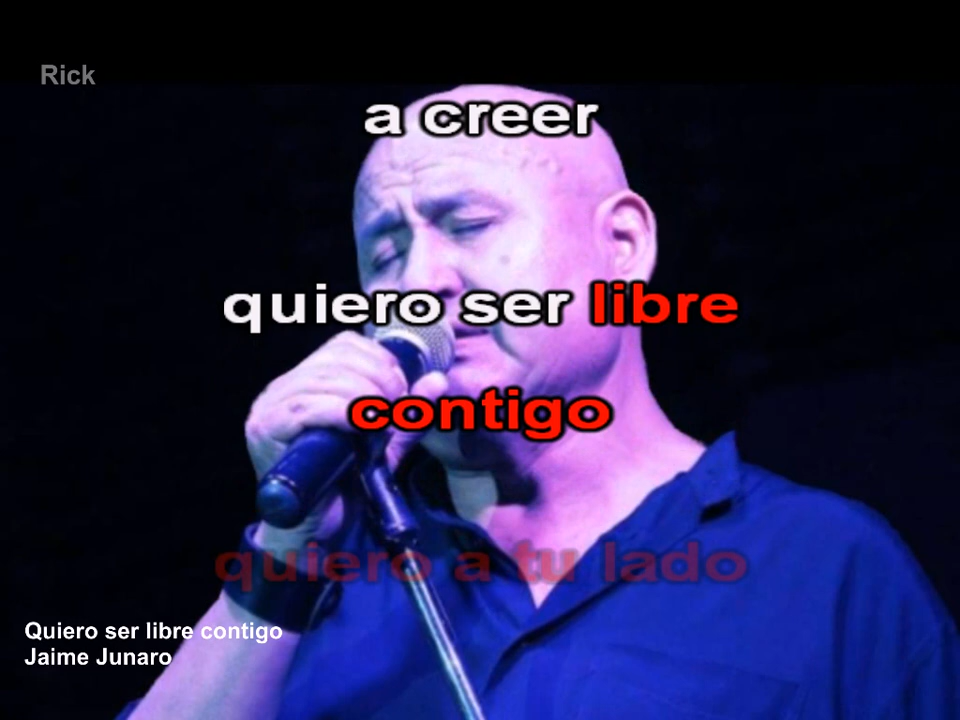 Rick
a creer
quiero ser libre
contigo
quiero a tu lado
Quiero ser libre contigo
Jaime Junaro